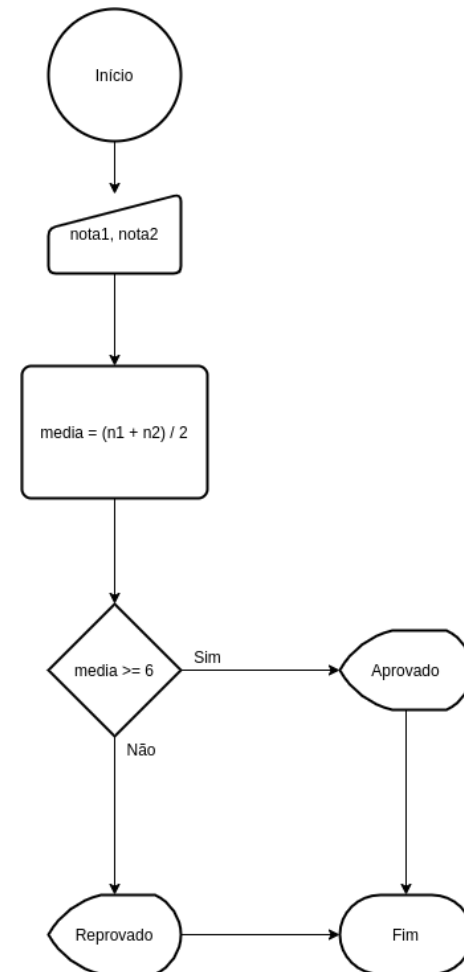 Início
nota1, nota2
media = (n1 + n2) / 2
media >= 6
Sim
Aprovado
Não
Reprovado
Fim